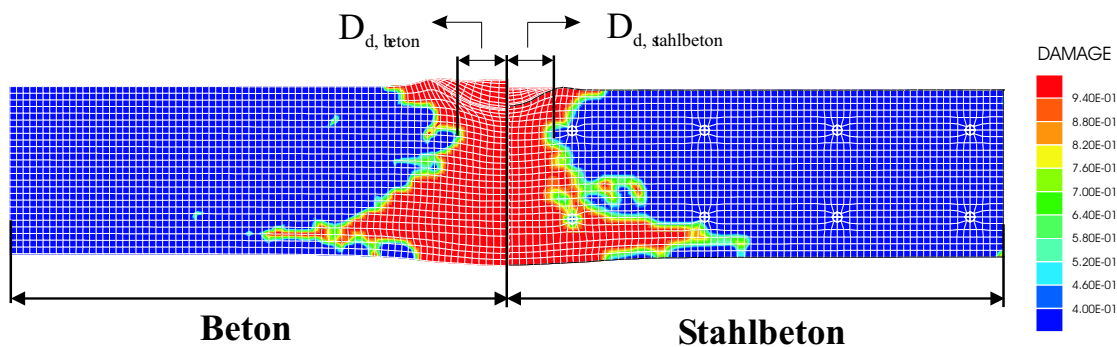 D d, beton
D d, stahlbeton
DAMAGE
9.40E-01
8.80E-01
8.20E-01
7.60E-01
7.00E-01
6.40E-01
5.80E-01
5.20E-01
4.60E-01
4.00E-01
Beton
Stahlbeton